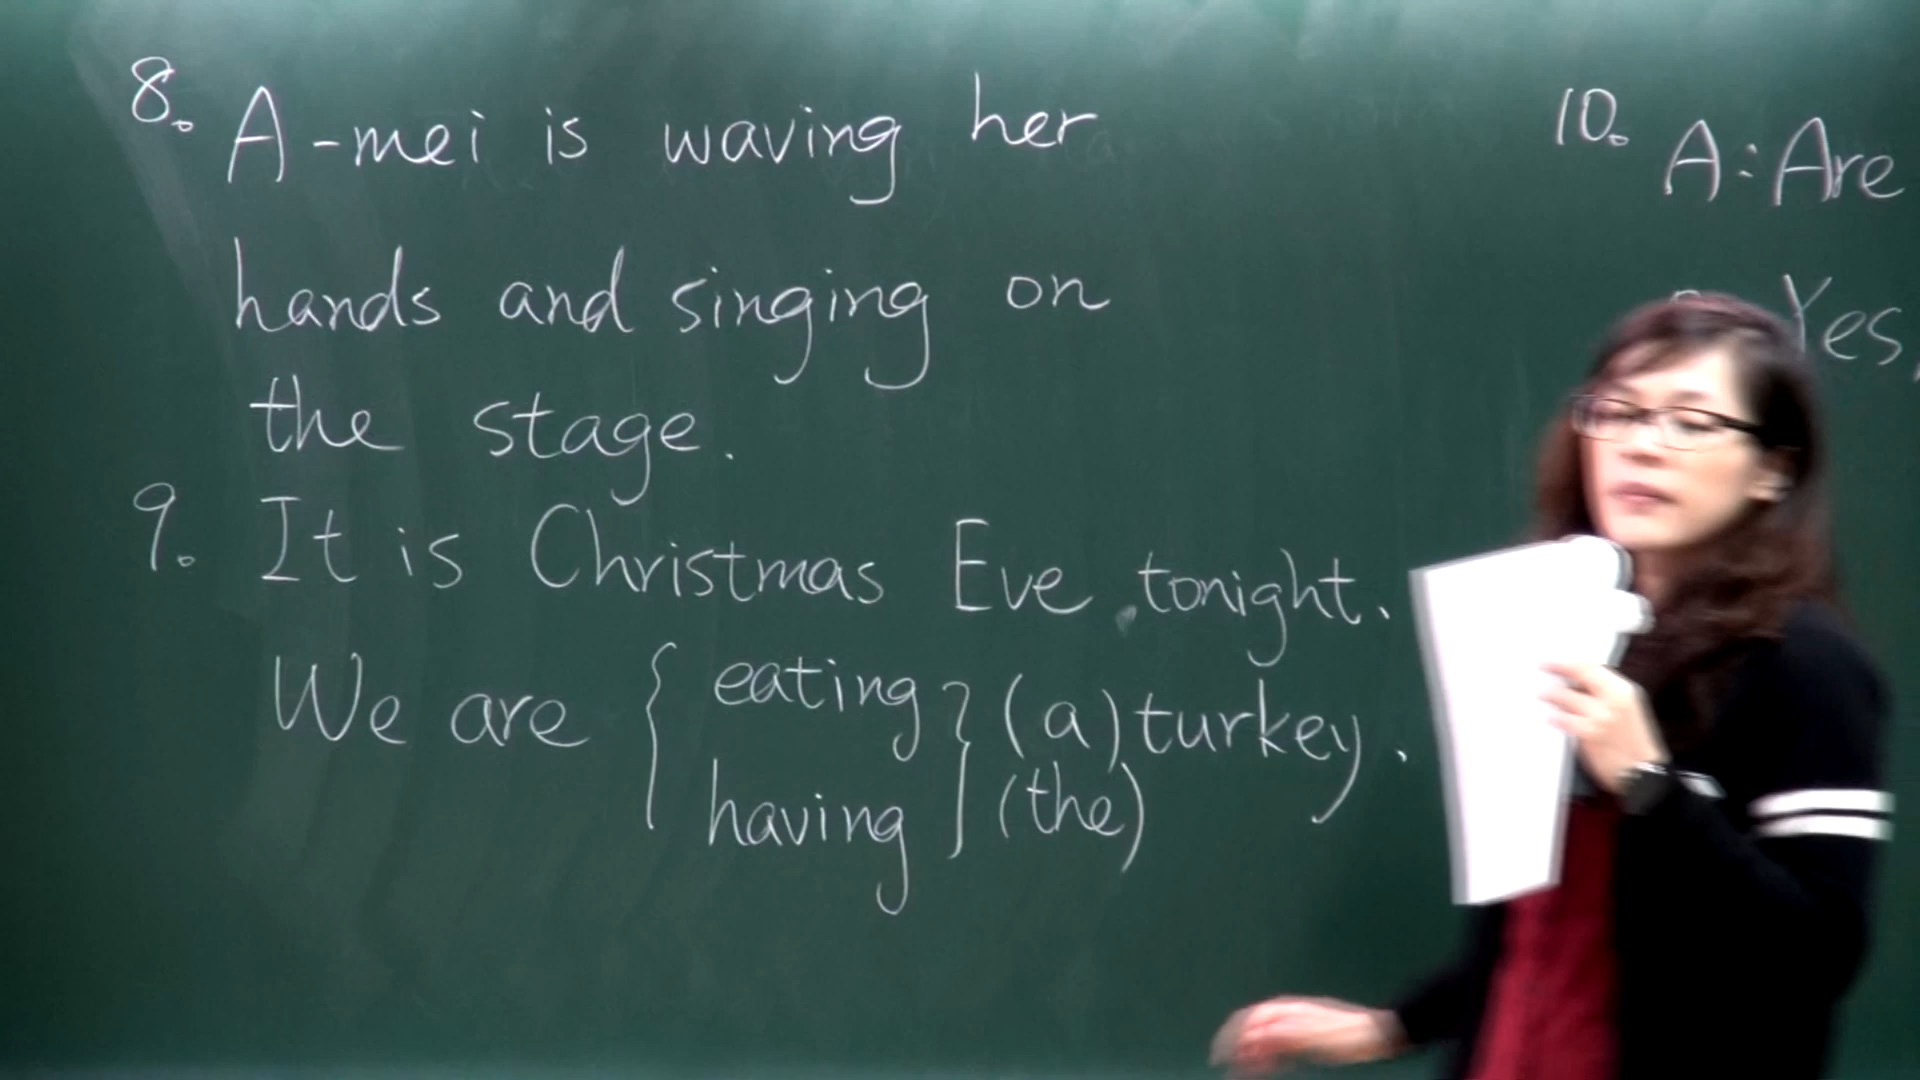 8. A-mei is waving her
hands and singing on
the stage.
9. It is Christmas Eve tonight.
We are { eating } (a) turkey.
having (the)
10. A: Are
Yes,